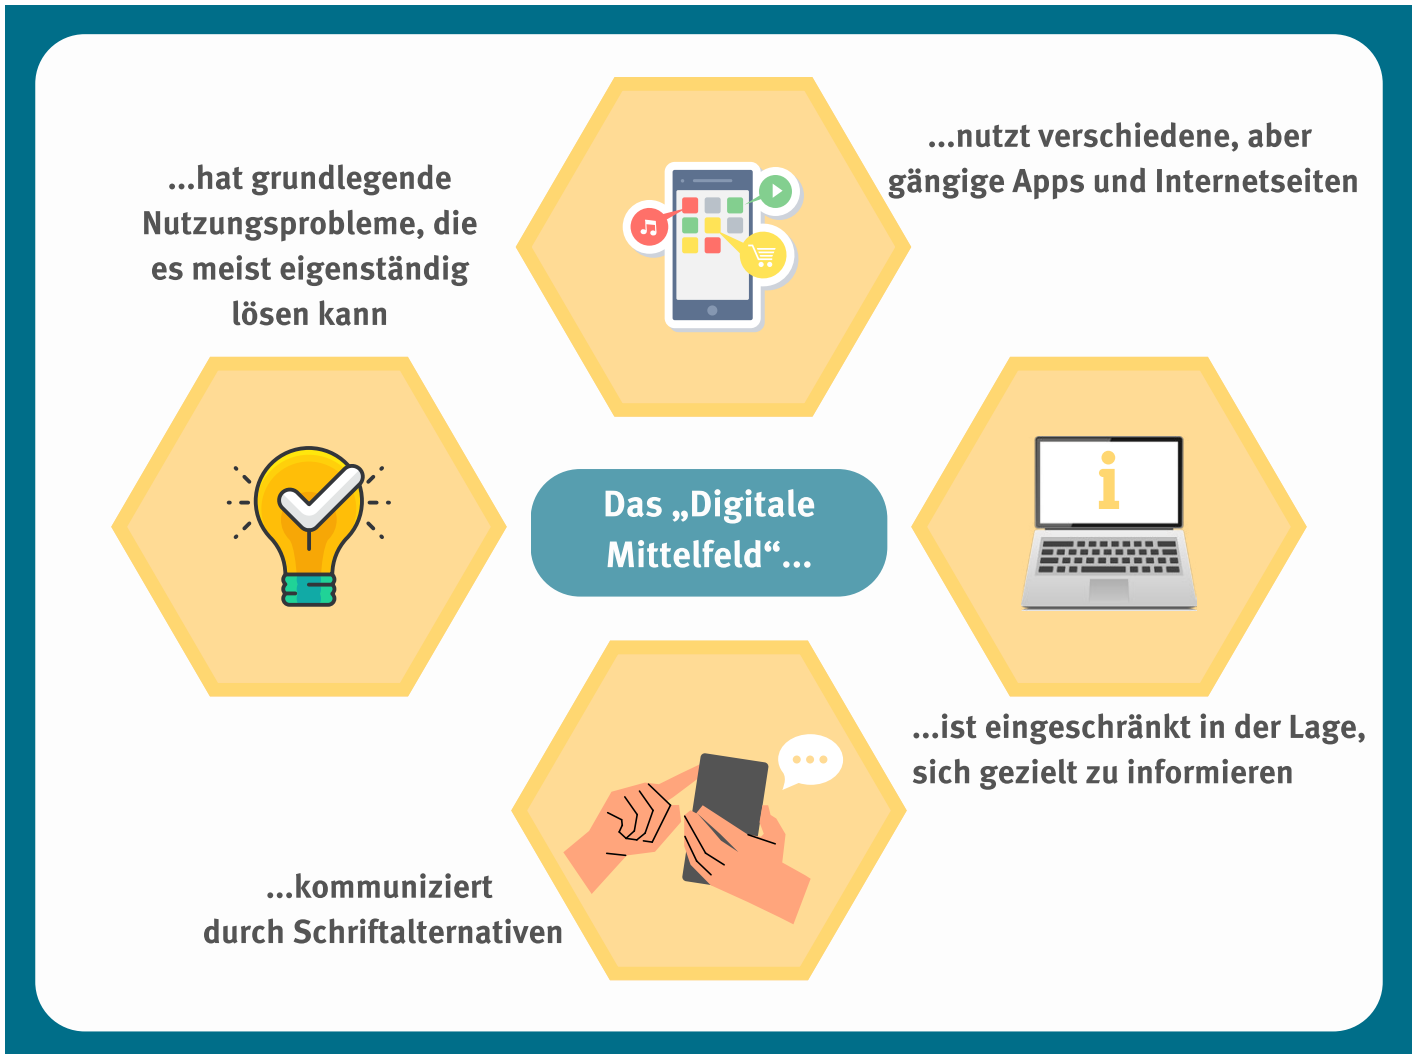 ...nutzt verschiedene, aber
gängige Apps und Internetseiten
...hat grundlegende
Nutzungsprobleme, die
es meist eigenständig
lösen kann
Das „Digitale
Mittelfeld“...
...ist eingeschränkt in der Lage,
sich gezielt zu informieren
...kommuniziert
durch Schriftalternativen